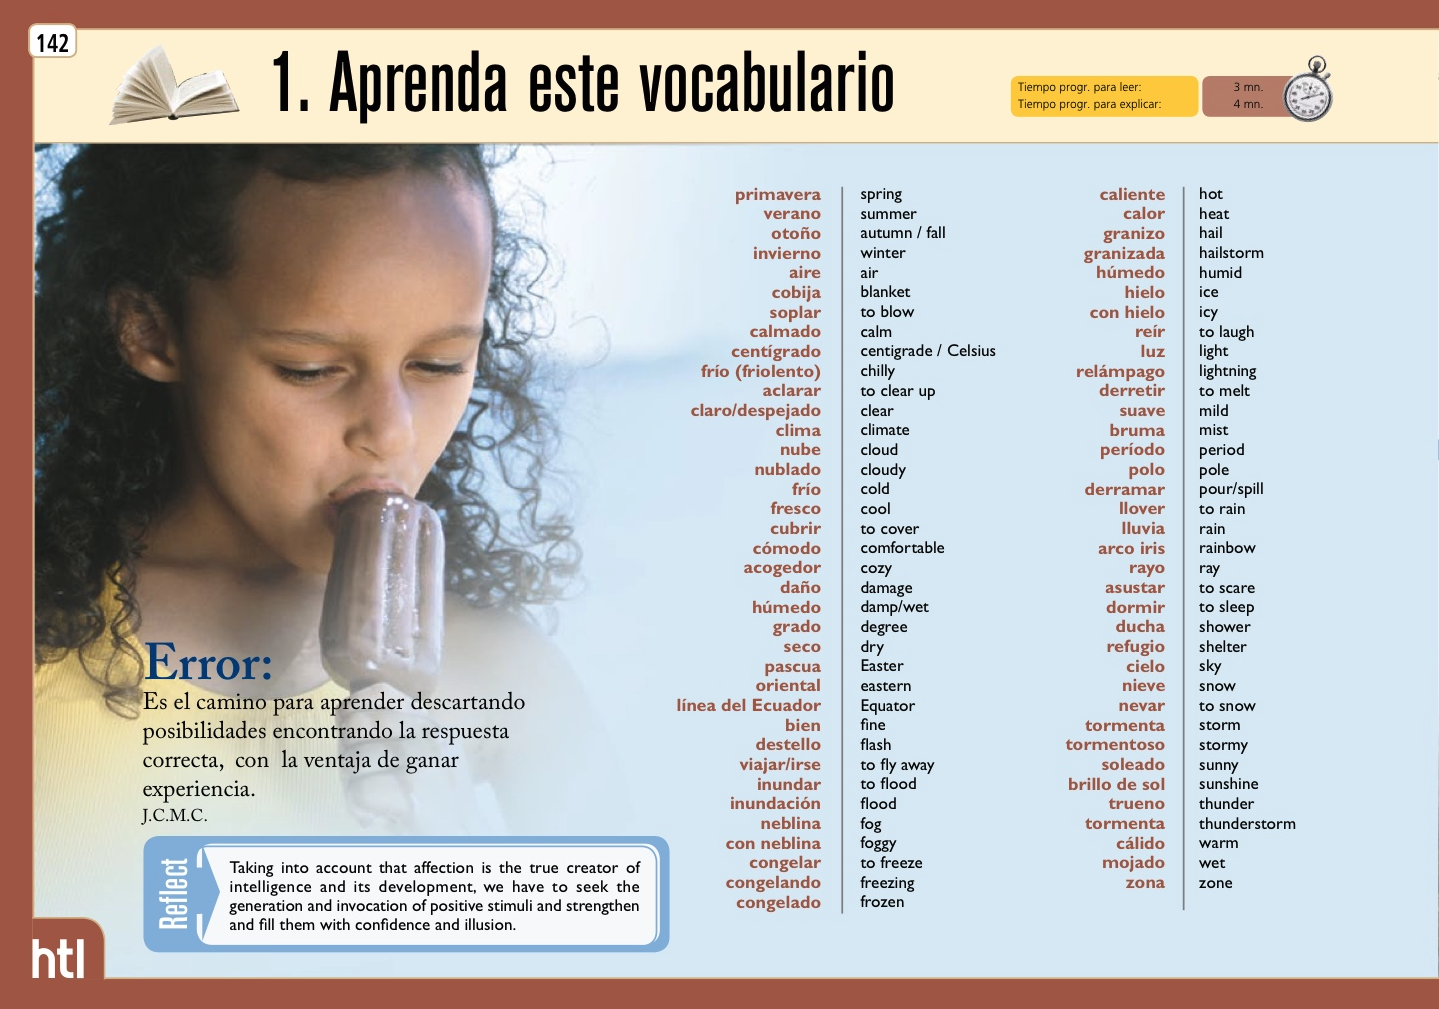 142
1. Aprenda este vocabulario
Tiempo progr. para leer: 3 mn.
Tiempo progr. para explicar: 4 mn.
primavera spring
verano summer
otoño autumn / fall
invierno winter
aire air
cobija blanket
soplar to blow
calmado calm
centígrado centigrade / Celsius
frío (friolento) chilly
aclarar to clear up
claro/despejado clear
clima climate
nube cloud
nublado cloudy
frío cold
fresco cool
cubrir to cover
cómodo comfortable
acogedor cozy
daño damage
húmedo damp/wet
grado degree
seco dry
pascua Easter
oriental eastern
línea del Ecuador Equator
bien fine
destello flash
viajar/irse to fly away
inundar to flood
inundación flood
neblina fog
con neblina foggy
congelar to freeze
congelando freezing
congelado frozen
caliente hot
calor heat
granizo hail
granizada hailstorm
húmedo humid
hielo ice
con hielo icy
reír to laugh
luz light
relámpago lightning
derretir to melt
suave mild
bruma mist
período period
polo pole
derramar pour/spill
llover to rain
lluvia rain
arco iris rainbow
rayo ray
asustar to scare
dormir to sleep
ducha shower
refugio shelter
cielo sky
nieve snow
nevar to snow
tormenta storm
tormentoso stormy
soleado sunny
brillo de sol sunshine
trueno thunder
tormenta thunderstorm
cálido warm
mojado wet
zona zone
Error:
Es el camino para aprender descartando
posibilidades encontrando la respuesta
correcta, con la ventaja de ganar
experiencia.
J.C.M.C.
Reflect
Taking into account that affection is the true creator of
intelligence and its development, we have to seek the
generation and invocation of positive stimuli and strengthen
and fill them with confidence and illusion.
htl